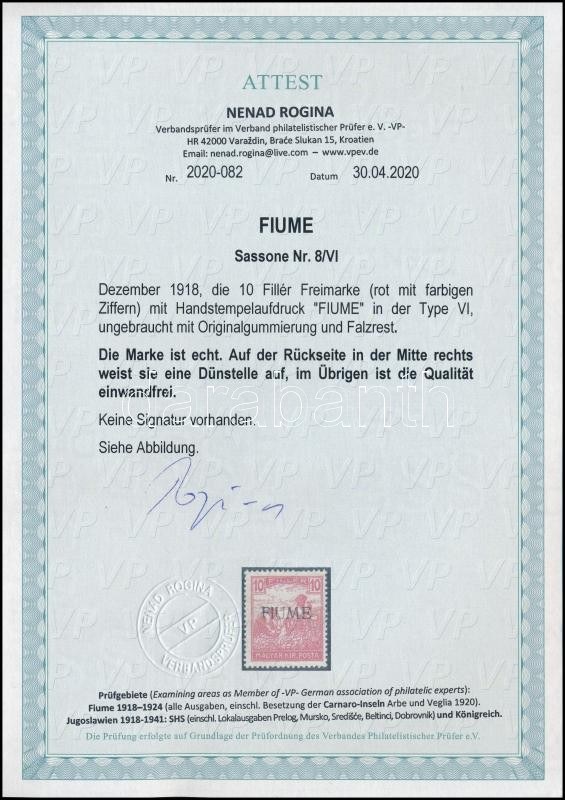 ATTEST
NENAD ROGINA
Verbandsprüfer im Verband philatelistischer Prüfer e. V. -VP-
HR 42000 Varaždin, Braće Slukan 15, Kroatien
Email: nenad.rogina@live.com – www.vpev.de
Nr. 2020-082 Datum 30.04.2020
FIUME
Sassone Nr. 8/VI
Dezember 1918, die 10 Fillér Freimarke (rot mit farbigen
Ziffern) mit Handstempelaufdruck "FIUME" in der Type VI,
ungebraucht mit Originalgummierung und Falzrest.
Die Marke ist echt. Auf der Rückseite in der Mitte rechts
weist sie eine Dünstelle auf, im Übrigen ist die Qualität
einwandfrei.
darabanth
Keine Signatur vorhanden.
Siehe Abbildung.
Rogina
NENAD ROGINA
VP
VERBANDSPRÜFER
10 FILLÉR 10
FIUME
MAGYAR KIR. POSTA
Prüfgebiete (Examining areas as Member of -VP- German association of philatelic experts):
Fiume 1918–1924 (alle Ausgaben, einschl. Besetzung der Carnaro-Inseln Arbe und Veglia 1920).
Jugoslawien 1918-1941: SHS (einschl. Lokalausgaben Prelog, Mursko, Središće, Beltinci, Dobrovnik) und Königreich.
Die Prüfung erfolgte auf Grundlage der Prüfordnung des Verbandes Philatelistischer Prüfer e.V.